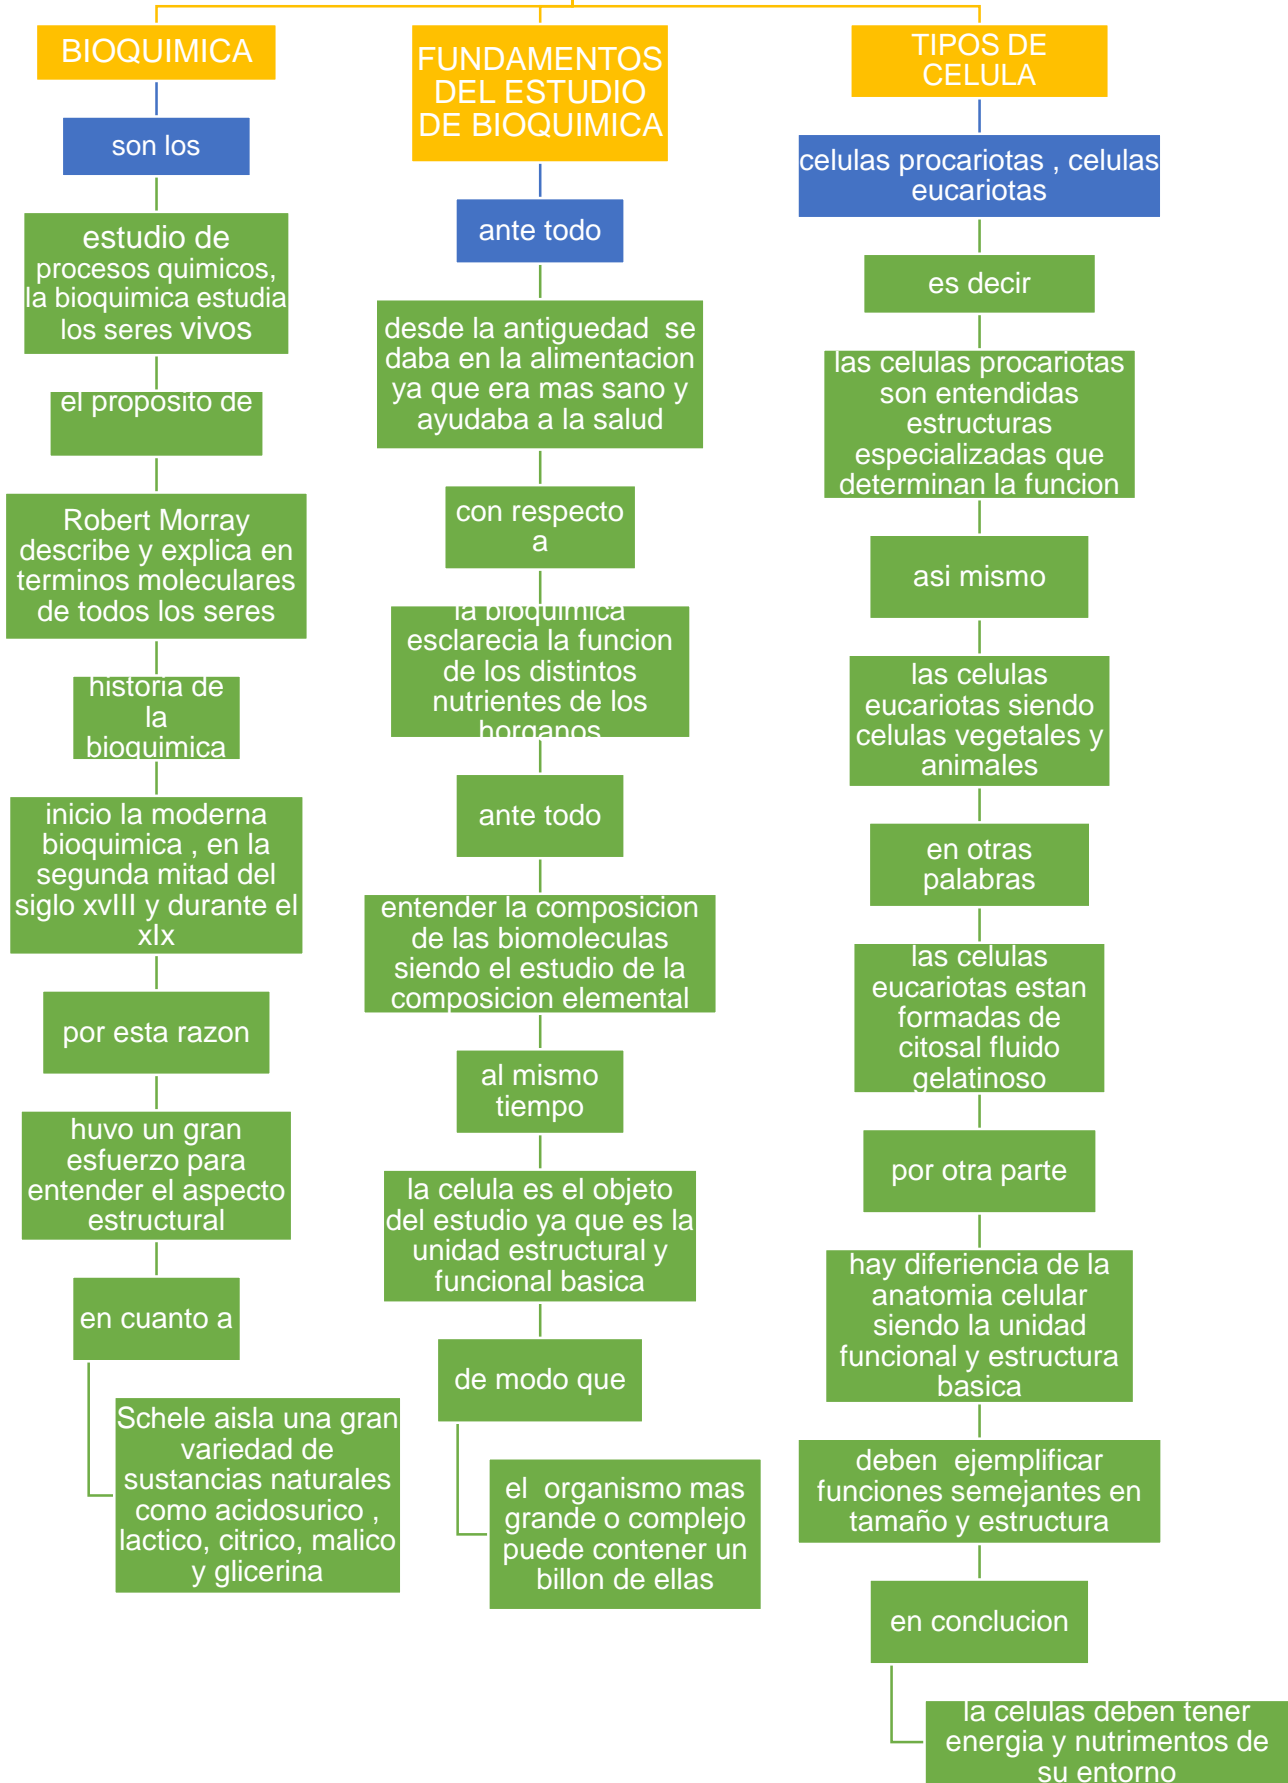 BIOQUIMICA
son los
estudio de
procesos quimicos,
la bioquimica estudia
los seres vivos
el proposito de
Robert Morray
describe y explica en
terminos moleculares
de todos los seres
historia de
la
bioquimica
inicio la moderna
bioquimica , en la
segunda mitad del
siglo xvIII y durante el
xIx
por esta razon
huvo un gran
esfuerzo para
entender el aspecto
estructural
en cuanto a
Schele aisla una gran
variedad de
sustancias naturales
como acidosurico ,
lactico, citrico, malico
y glicerina
FUNDAMENTOS
DEL ESTUDIO
DE BIOQUIMICA
ante todo
desde la antiguedad  se
daba en la alimentacion
ya que era mas sano y
ayudaba a la salud
con respecto
a
la bioquimica
esclarecia la funcion
de los distintos
nutrientes de los
horganos
ante todo
entender la composicion
de las biomoleculas
siendo el estudio de la
composicion elemental
al mismo
tiempo
la celula es el objeto
del estudio ya que es la
unidad estructural y
funcional basica
de modo que
el  organismo mas
grande o complejo
puede contener un
billon de ellas
TIPOS DE
CELULA
celulas procariotas , celulas
eucariotas
es decir
las celulas procariotas
son entendidas
estructuras
especializadas que
determinan la funcion
asi mismo
las celulas
eucariotas siendo
celulas vegetales y
animales
en otras
palabras
las celulas
eucariotas estan
formadas de
citosal fluido
gelatinoso
por otra parte
hay diferiencia de la
anatomia celular
siendo la unidad
funcional y estructura
basica
deben  ejemplificar
funciones semejantes en
tamaño y estructura
en conclucion
la celulas deben tener
energia y nutrimentos de
su entorno